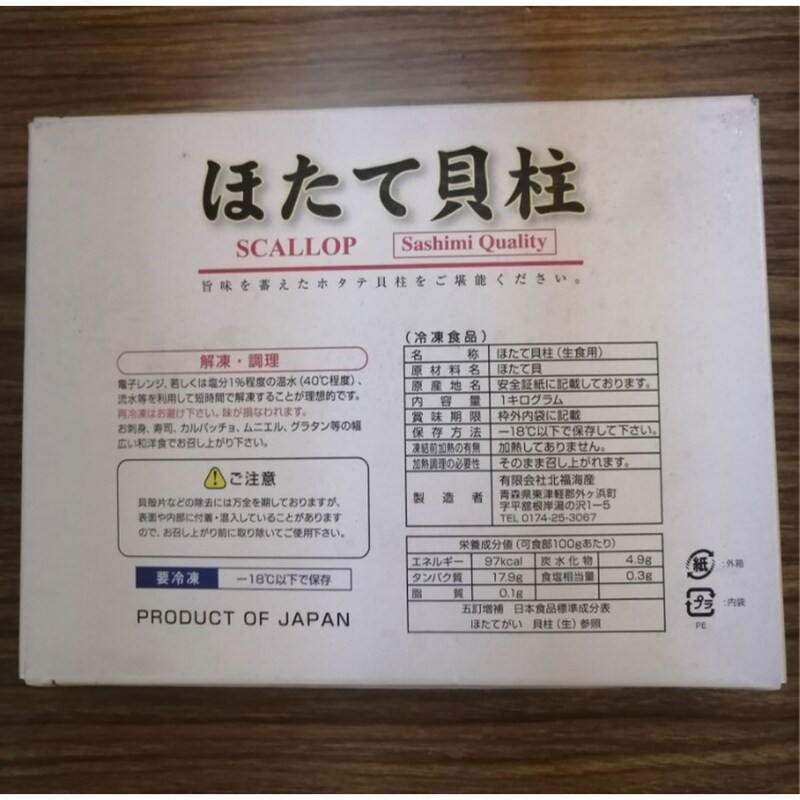 ほたて貝柱
SCALLOP Sashimi Quality
旨味を蓄えたホタテ貝柱をご堪能ください。
解凍・調理
電子レンジ、若しくは塩分1%程度の温水(40℃程度)、
流水等を利用して短時間で解凍することが理想的です。
再冷凍はお避け下さい。味が損なわれます。
お刺身、寿司、カルパッチョ、ムニエル、グラタン等の幅
広い和洋食でお召し上がり下さい。
⚠ご注意
貝殻片などの除去には万全を期しておりますが、
表面や内部に付着・混入していることがあります
ので、お召し上がり前に取り除いてご使用下さい。
要冷凍 −18℃以下で保存
PRODUCT OF JAPAN
(冷凍食品)
名称 ほたて貝柱(生食用)
原材料名 ほたて貝
原産地名 安全証紙に記載しております。
内容量 1キログラム
賞味期限 枠外内袋に記載
保存方法 −18℃以下で保存して下さい。
凍結前加熱の有無 加熱してありません。
加熱調理の必要性 そのまま召し上がれます。
製造者 有限会社北福海産
青森県東津軽郡外ヶ浜町
字平舘根岸湯の沢1−5
TEL 0174-25-3067
栄養成分値(可食部100gあたり)
エネルギー 97kcal 炭水化物 4.9g
タンパク質 17.9g 食塩相当量 0.3g
脂質 0.1g
五訂増補 日本食品標準成分表
ほたてがい 貝柱(生)参照
紙 :外箱
プラ :内袋
PE